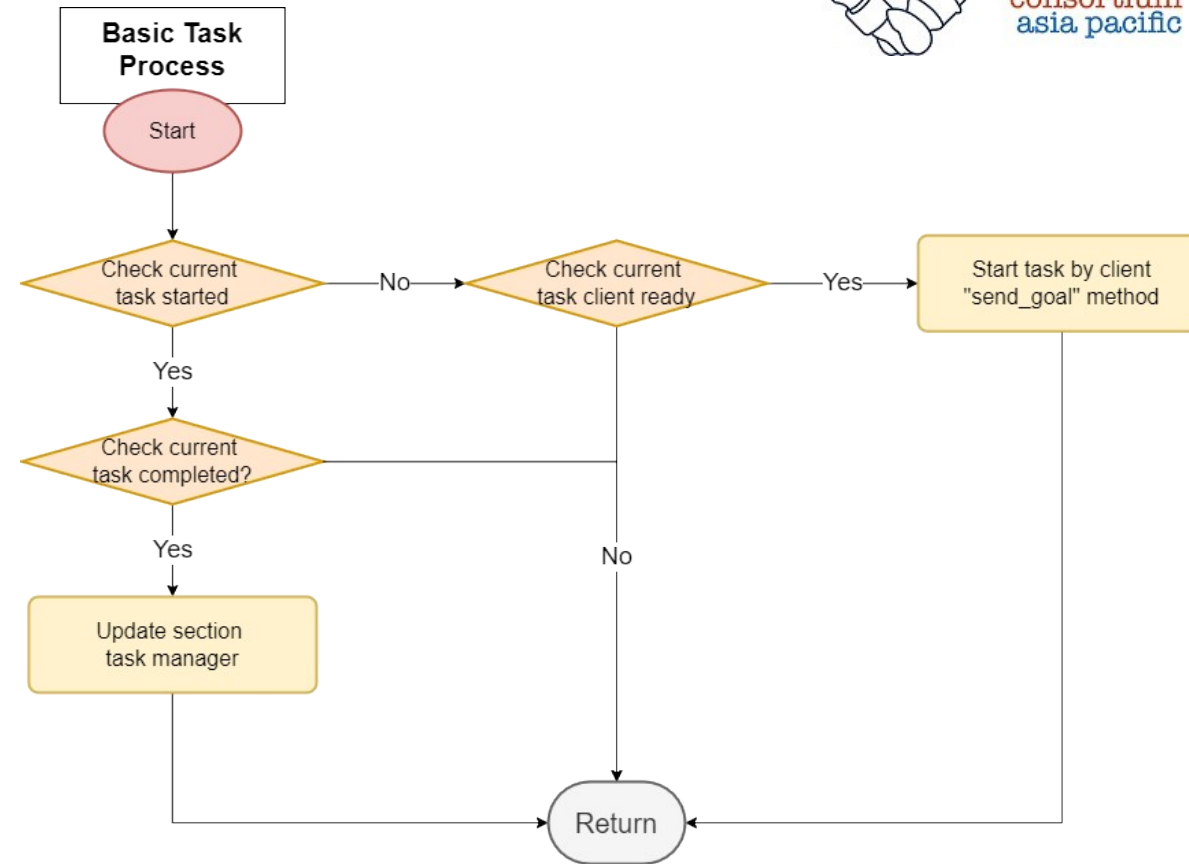 consortium
asia pacific
Basic Task
Process
Start
Check current
task started
No
Check current
task client ready
Yes
Start task by client
"send_goal" method
Yes
Check current
task completed?
Yes
No
Update section
task manager
Return